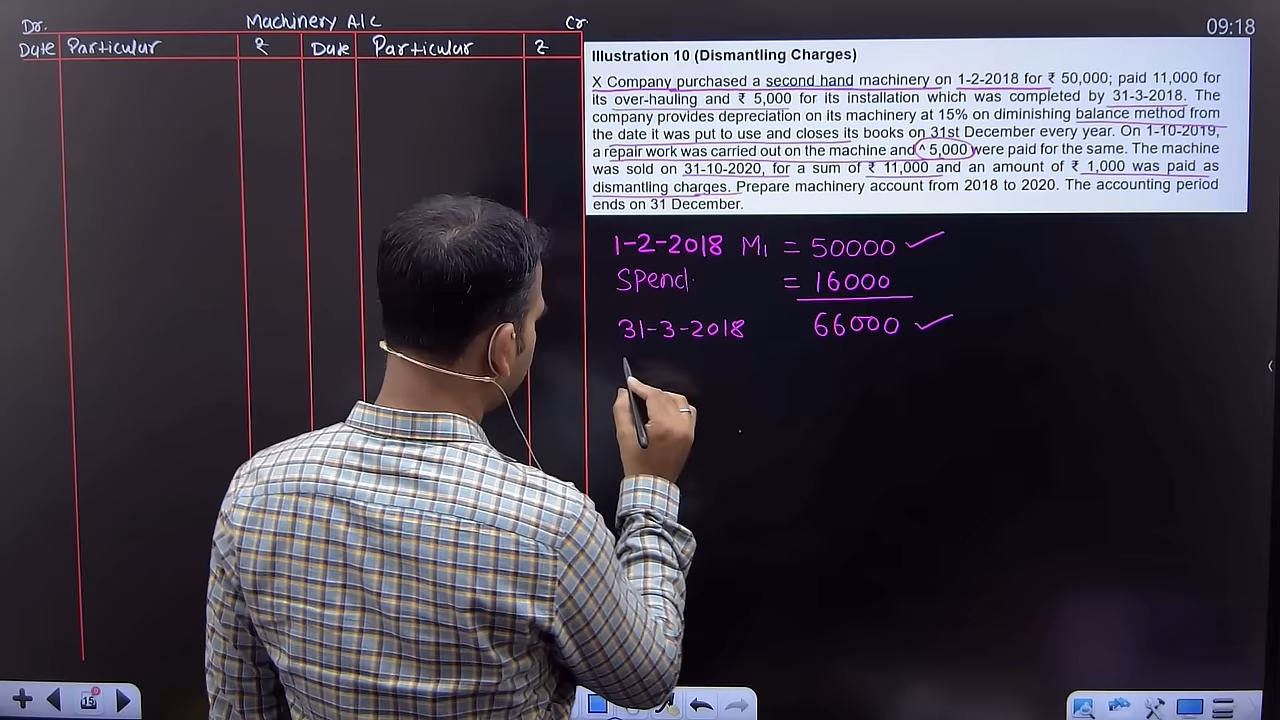 Dr. Machinery A/C Cr.
Date Particular ₹ Date Particular ₹
09:18
Illustration 10 (Dismantling Charges)
X Company purchased a second hand machinery on 1-2-2018 for ₹ 50,000; paid 11,000 for
its over-hauling and ₹ 5,000 for its installation which was completed by 31-3-2018. The
company provides depreciation on its machinery at 15% on diminishing balance method from
the date it was put to use and closes its books on 31st December every year. On 1-10-2019,
a repair work was carried out on the machine and ^ 5,000 were paid for the same. The machine
was sold on 31-10-2020, for a sum of ₹ 11,000 and an amount of ₹ 1,000 was paid as
dismantling charges. Prepare machinery account from 2018 to 2020. The accounting period
ends on 31 December.
1-2-2018 M1 = 50000
Spend = 16000
31-3-2018 66000
15